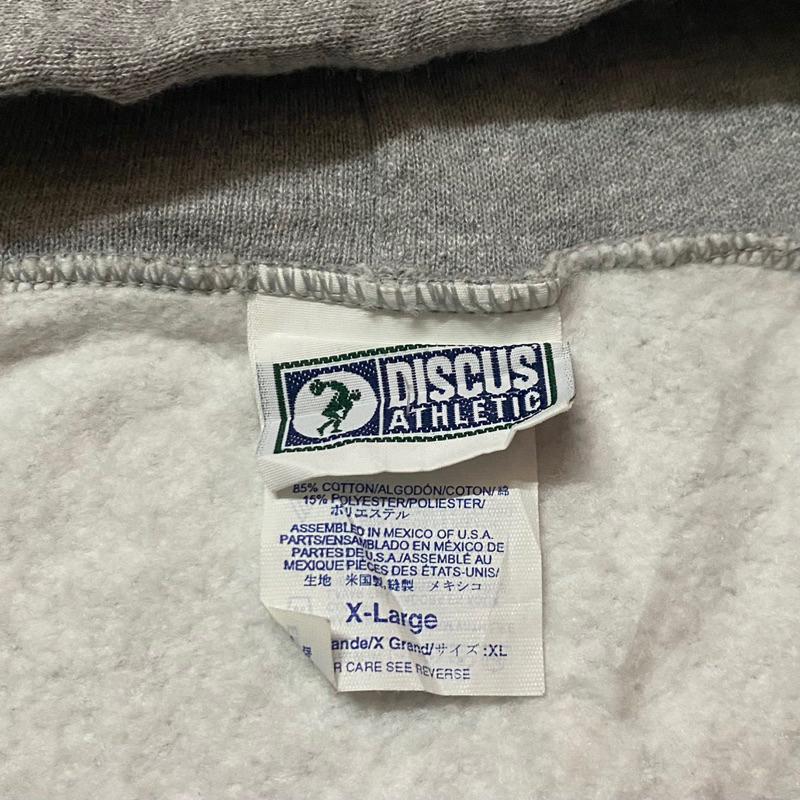 DISCUS
ATHLETIC
85% COTTON/ALGODÓN/COTON/綿
15% POLYESTER/POLIESTER/
ポリエステル
ASSEMBLED IN MEXICO OF U.S.A.
PARTS/ENSAMBLADO EN MÉXICO DE
PARTES DE U.S.A./ASSEMBLÉ AU
MEXIQUE PIÈCES DES ÉTATS-UNIS/
生地 米国製,縫製 メキシコ
X-Large
ande/X Grand/サイズ:XL
R CARE SEE REVERSE